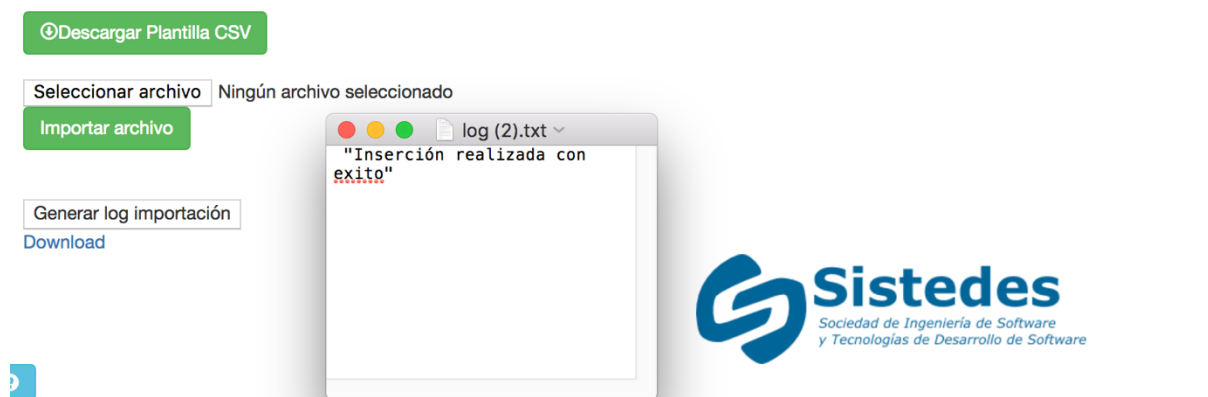 Descargar Plantilla CSV
Seleccionar archivo Ningún archivo seleccionado
Importar archivo
log (2).txt
"Inserción realizada con
exito"
Generar log importación
Download
Sistedes
Sociedad de Ingeniería de Software
y Tecnologías de Desarrollo de Software
?